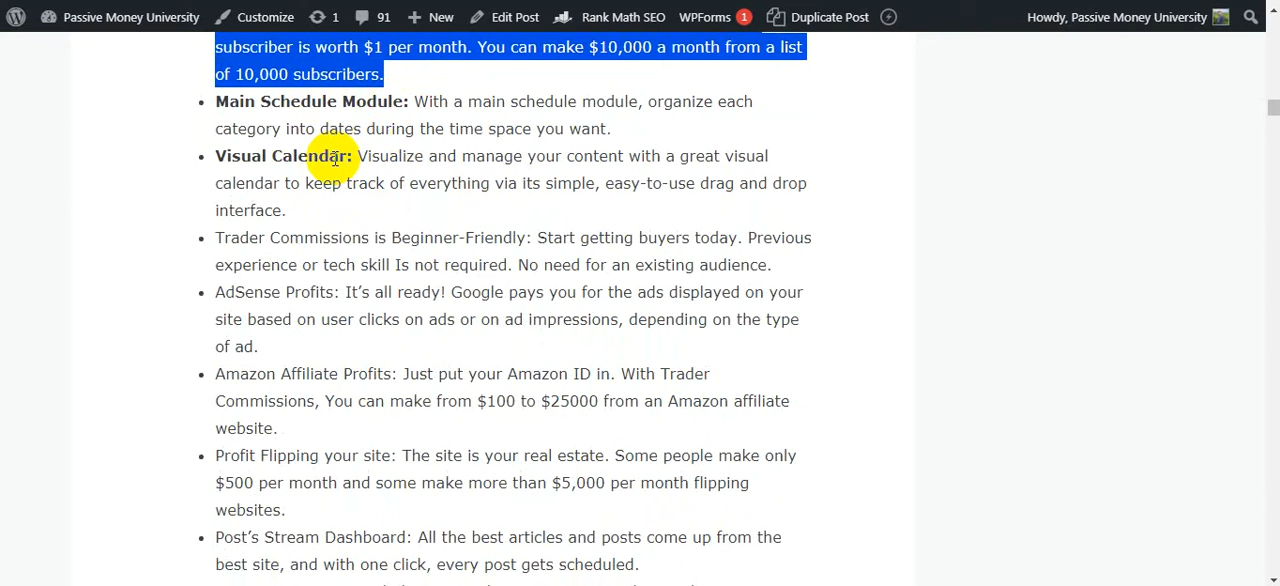 Passive Money University Customize 1 91 New Edit Post Rank Math SEO WPForms 1 Duplicate Post Howdy, Passive Money University
subscriber is worth $1 per month. You can make $10,000 a month from a list
of 10,000 subscribers.
• Main Schedule Module: With a main schedule module, organize each
category into dates during the time space you want.
• Visual Calendar: Visualize and manage your content with a great visual
calendar to keep track of everything via its simple, easy-to-use drag and drop
interface.
• Trader Commissions is Beginner-Friendly: Start getting buyers today. Previous
experience or tech skill Is not required. No need for an existing audience.
• AdSense Profits: It’s all ready! Google pays you for the ads displayed on your
site based on user clicks on ads or on ad impressions, depending on the type
of ad.
• Amazon Affiliate Profits: Just put your Amazon ID in. With Trader
Commissions, You can make from $100 to $25000 from an Amazon affiliate
website.
• Profit Flipping your site: The site is your real estate. Some people make only
$500 per month and some make more than $5,000 per month flipping
websites.
• Post’s Stream Dashboard: All the best articles and posts come up from the
best site, and with one click, every post gets scheduled.